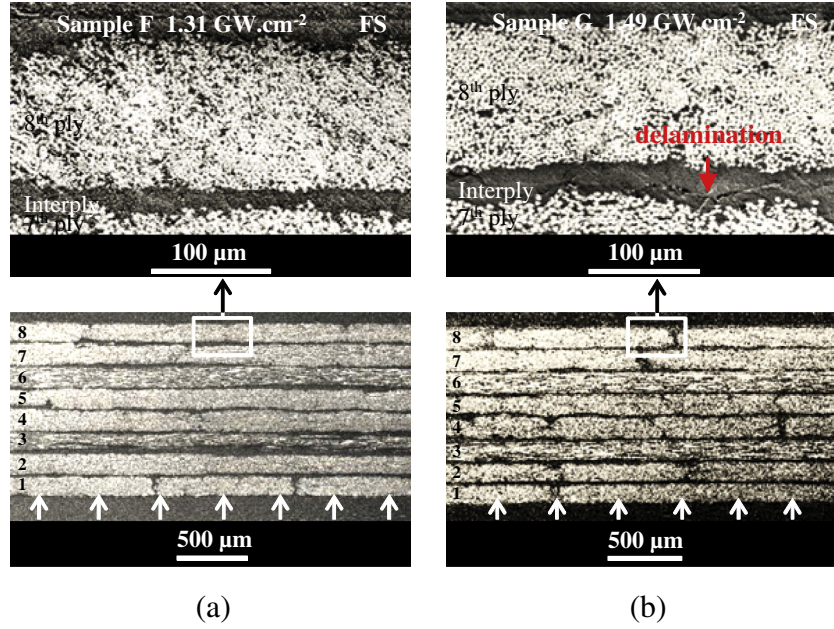 Sample F 1.31 GW.cm-2 FS
8th ply
Interply
7th ply
100 µm
8
7
6
5
4
3
2
1
500 µm
(a)
Sample G 1.49 GW.cm-2 FS
8th ply
delamination
Interply
7th ply
100 µm
8
7
6
5
4
3
2
1
500 µm
(b)